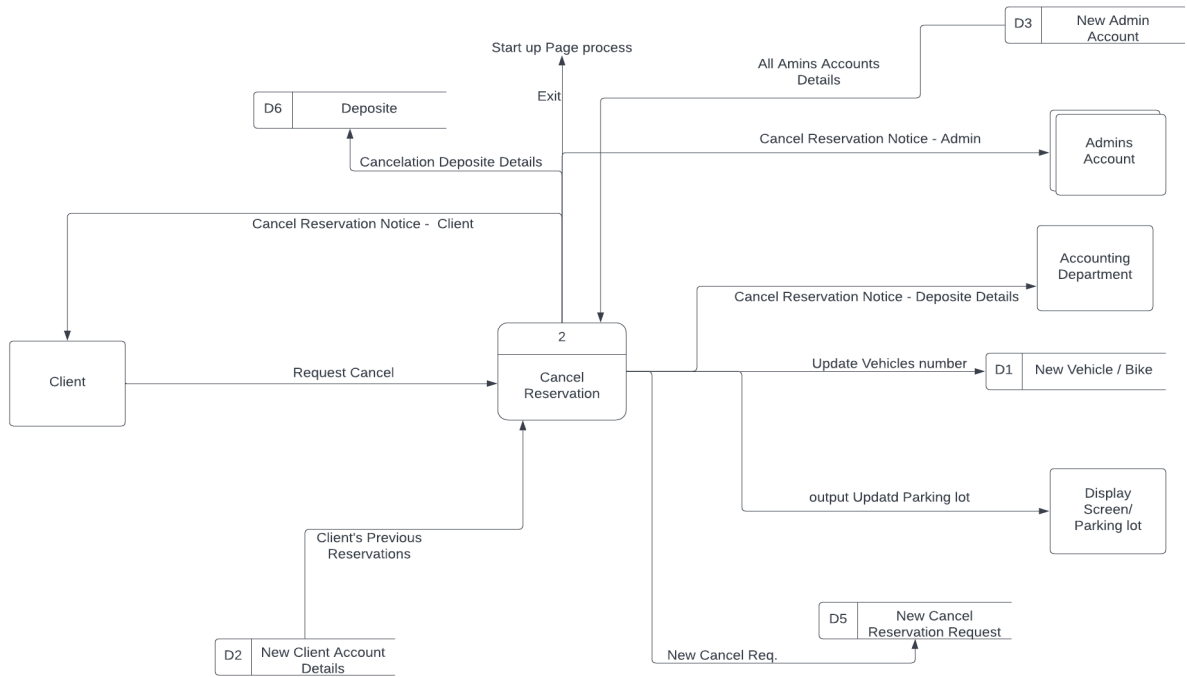 D3
New Admin
Account
Start up Page process
All Amins Accounts
Details
Exit
D6
Deposite
Cancel Reservation Notice - Admin
Admins
Account
Cancelation Deposite Details
Cancel Reservation Notice -  Client
Accounting
Department
Cancel Reservation Notice - Deposite Details
2
Cancel
Reservation
Client
Request Cancel
Update Vehicles number
D1
New Vehicle / Bike
output Updatd Parking lot
Display
Screen/
Parking lot
Client's Previous
Reservations
D5
New Cancel
Reservation Request
New Cancel Req.
D2
New Client Account
Details